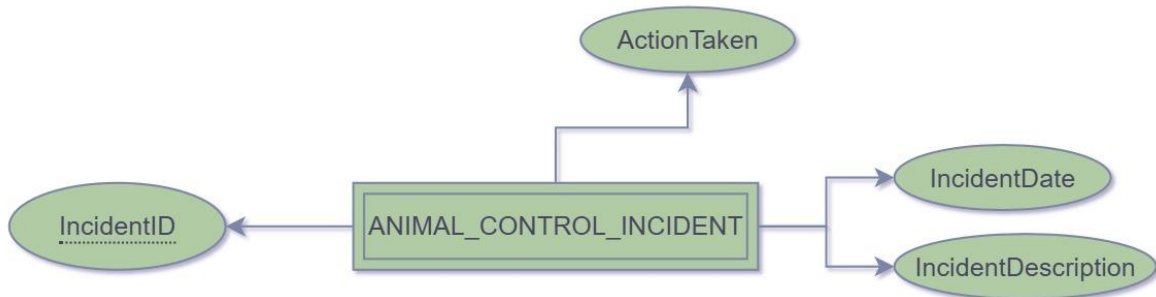 ActionTaken
IncidentDate
IncidentID
ANIMAL_CONTROL_INCIDENT
IncidentDescription